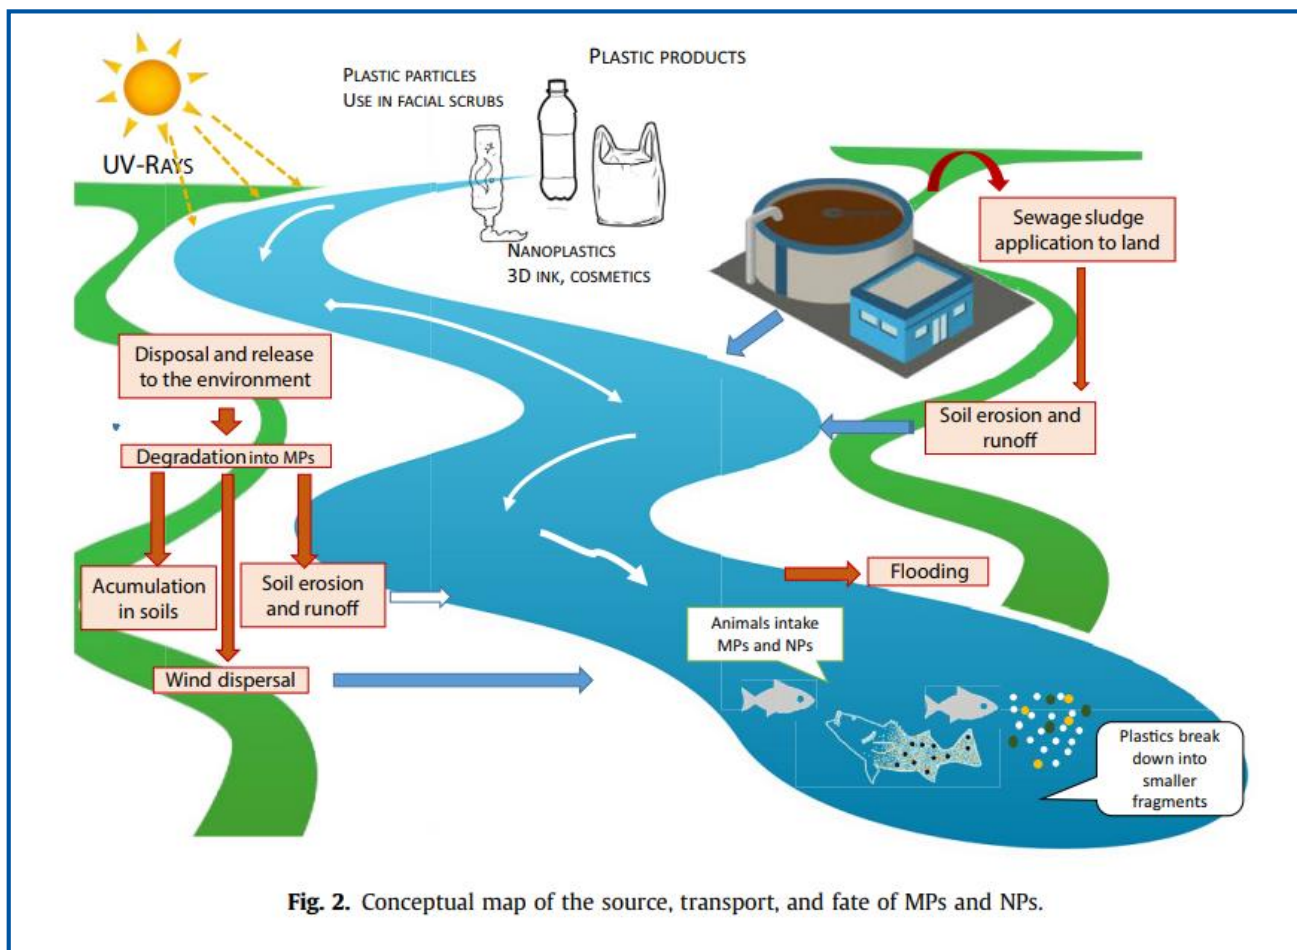 PLASTIC PRODUCTS
PLASTIC PARTICLES
USE IN FACIAL SCRUBS
UV-RAYS
NANOPLASTICS
3D INK, COSMETICS
Sewage sludge
application to land
Disposal and release
to the environment
Soil erosion and
runoff
Degradation into MPs
Acumulation
in soils
Soil erosion
and runoff
Flooding
Animals intake
MPs and NPs
Wind dispersal
Plastics break
down into
smaller
fragments
Fig. 2. Conceptual map of the source, transport, and fate of MPs and NPs.